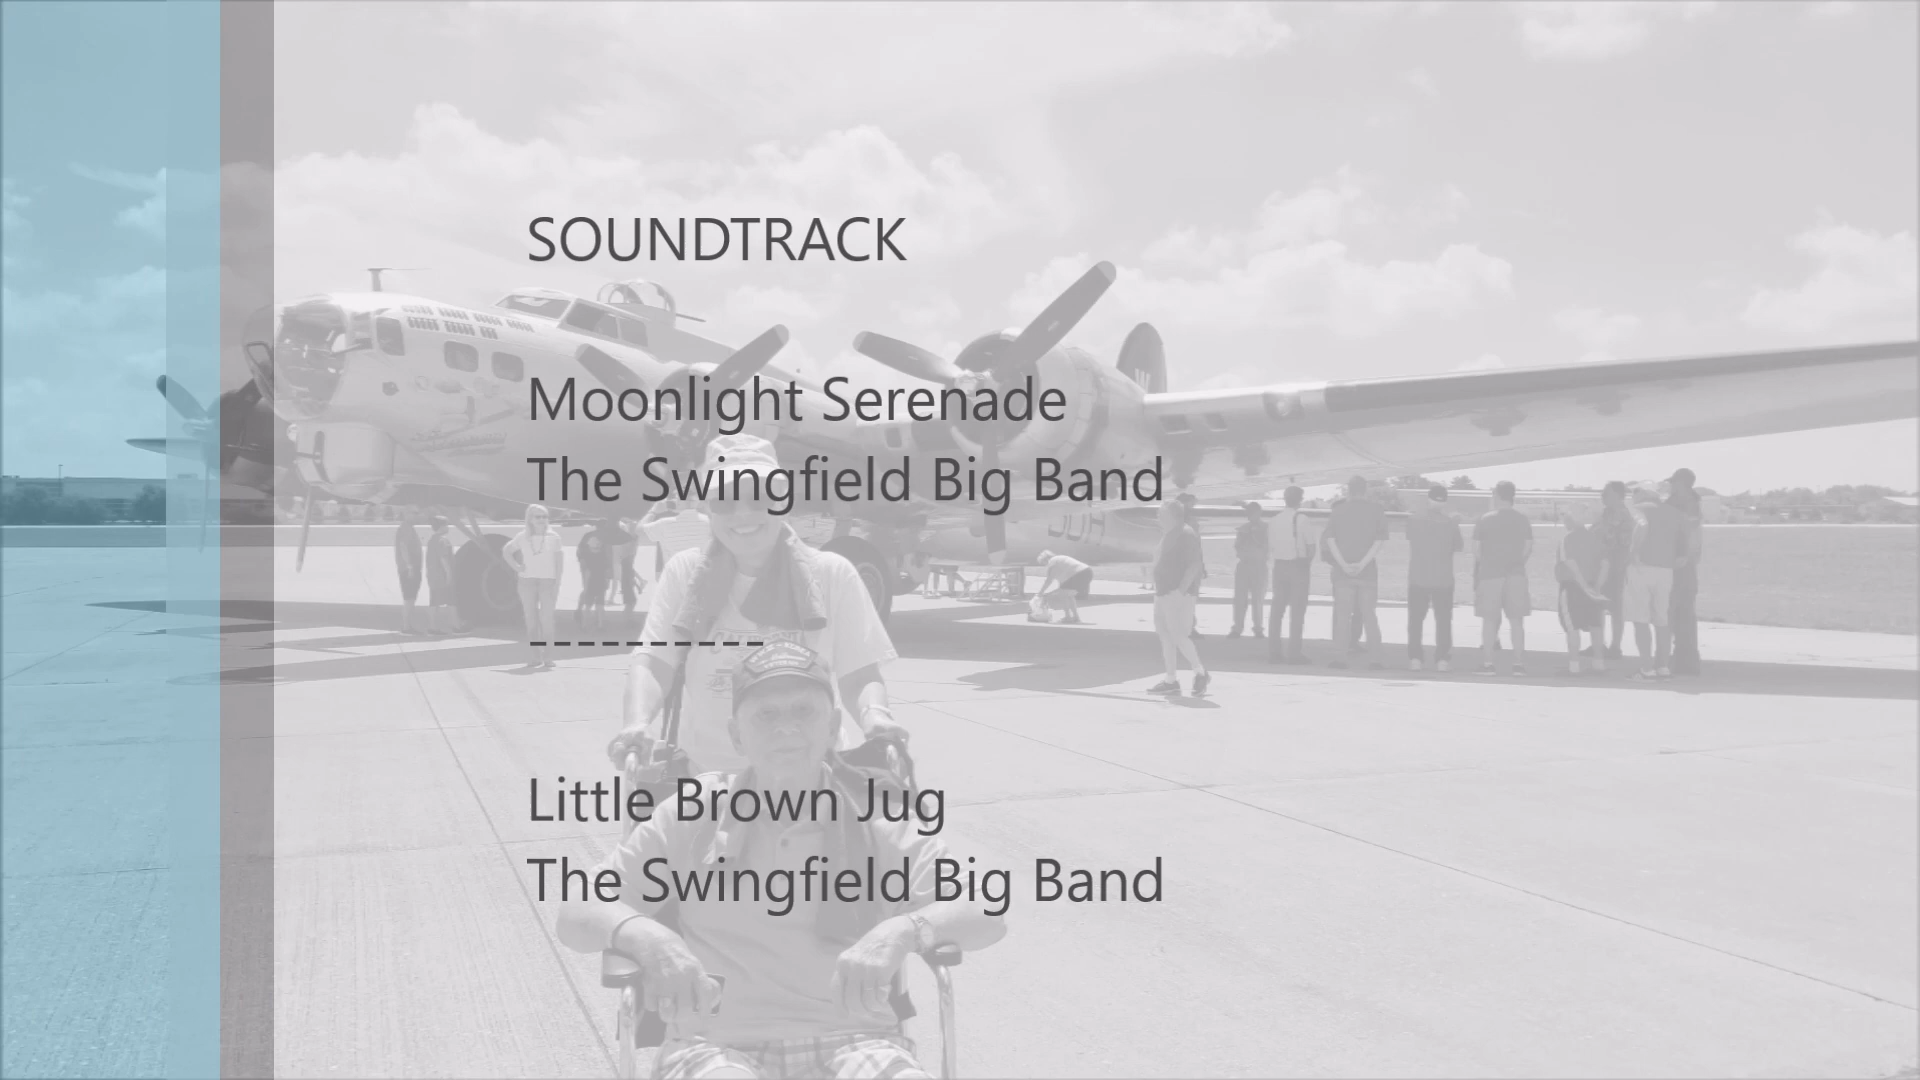 SOUNDTRACK
Moonlight Serenade
The Swingfield Big Band
----------
Little Brown Jug
The Swingfield Big Band